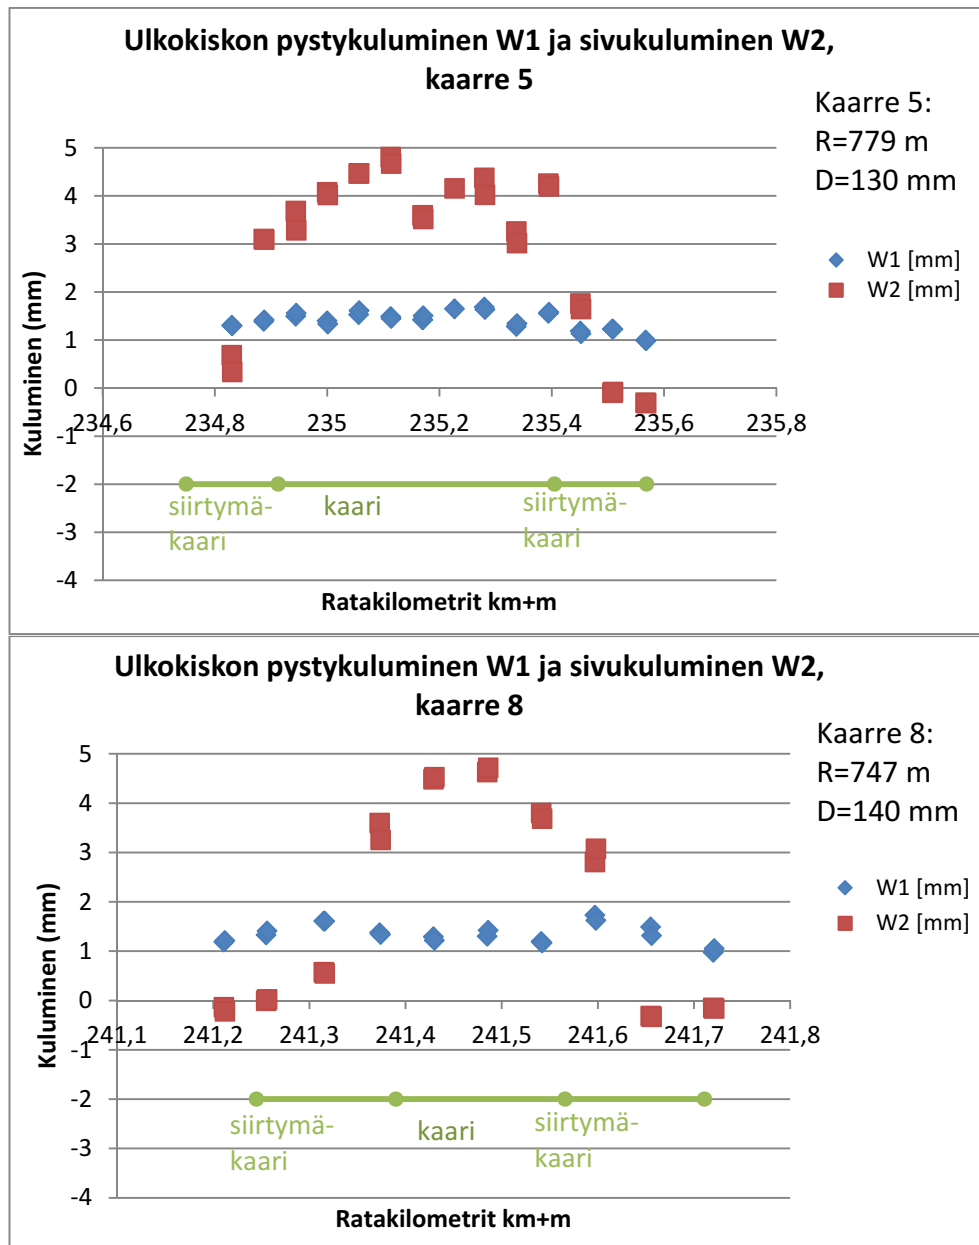 Ulkokiskon pystykuluminen W1 ja sivukuluminen W2,
kaarre 5
Kaarre 5:
R=779 m
D=130 mm
W1 [mm]
W2 [mm]
Kuluminen (mm)
5
4
3
2
1
0
-1
-2
-3
-4
234,6
234,8
235
235,2
235,4
235,6
235,8
siirtymä-
kaari
kaari
siirtymä-
kaari
Ratakilometrit km+m
Ulkokiskon pystykuluminen W1 ja sivukuluminen W2,
kaarre 8
Kaarre 8:
R=747 m
D=140 mm
W1 [mm]
W2 [mm]
Kuluminen (mm)
5
4
3
2
1
0
-1
-2
-3
-4
241,1
241,2
241,3
241,4
241,5
241,6
241,7
241,8
siirtymä-
kaari
kaari
siirtymä-
kaari
Ratakilometrit km+m